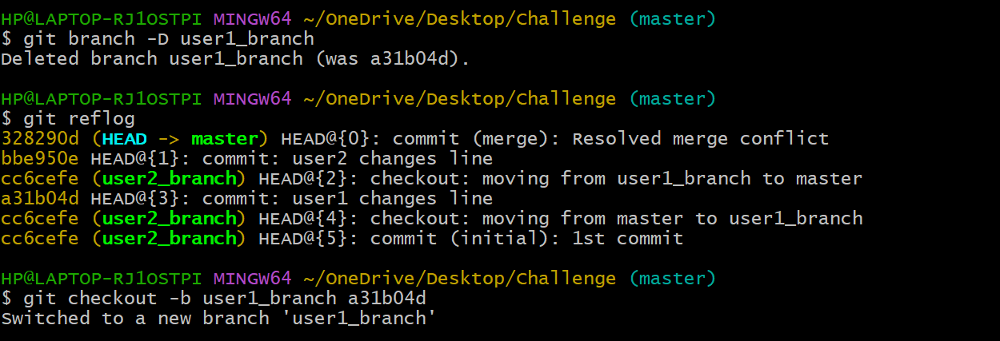 HP@LAPTOP-RJ1OSTPI MINGW64 ~/OneDrive/Desktop/Challenge (master)
$ git branch -D user1_branch
Deleted branch user1_branch (was a31b04d).
HP@LAPTOP-RJ1OSTPI MINGW64 ~/OneDrive/Desktop/Challenge (master)
$ git reflog
328290d (HEAD -> master) HEAD@{0}: commit (merge): Resolved merge conflict
bbe950e HEAD@{1}: commit: user2 changes line
cc6cefe (user2_branch) HEAD@{2}: checkout: moving from user1_branch to master
a31b04d HEAD@{3}: commit: user1 changes line
cc6cefe (user2_branch) HEAD@{4}: checkout: moving from master to user1_branch
cc6cefe (user2_branch) HEAD@{5}: commit (initial): 1st commit
HP@LAPTOP-RJ1OSTPI MINGW64 ~/OneDrive/Desktop/Challenge (master)
$ git checkout -b user1_branch a31b04d
Switched to a new branch 'user1_branch'